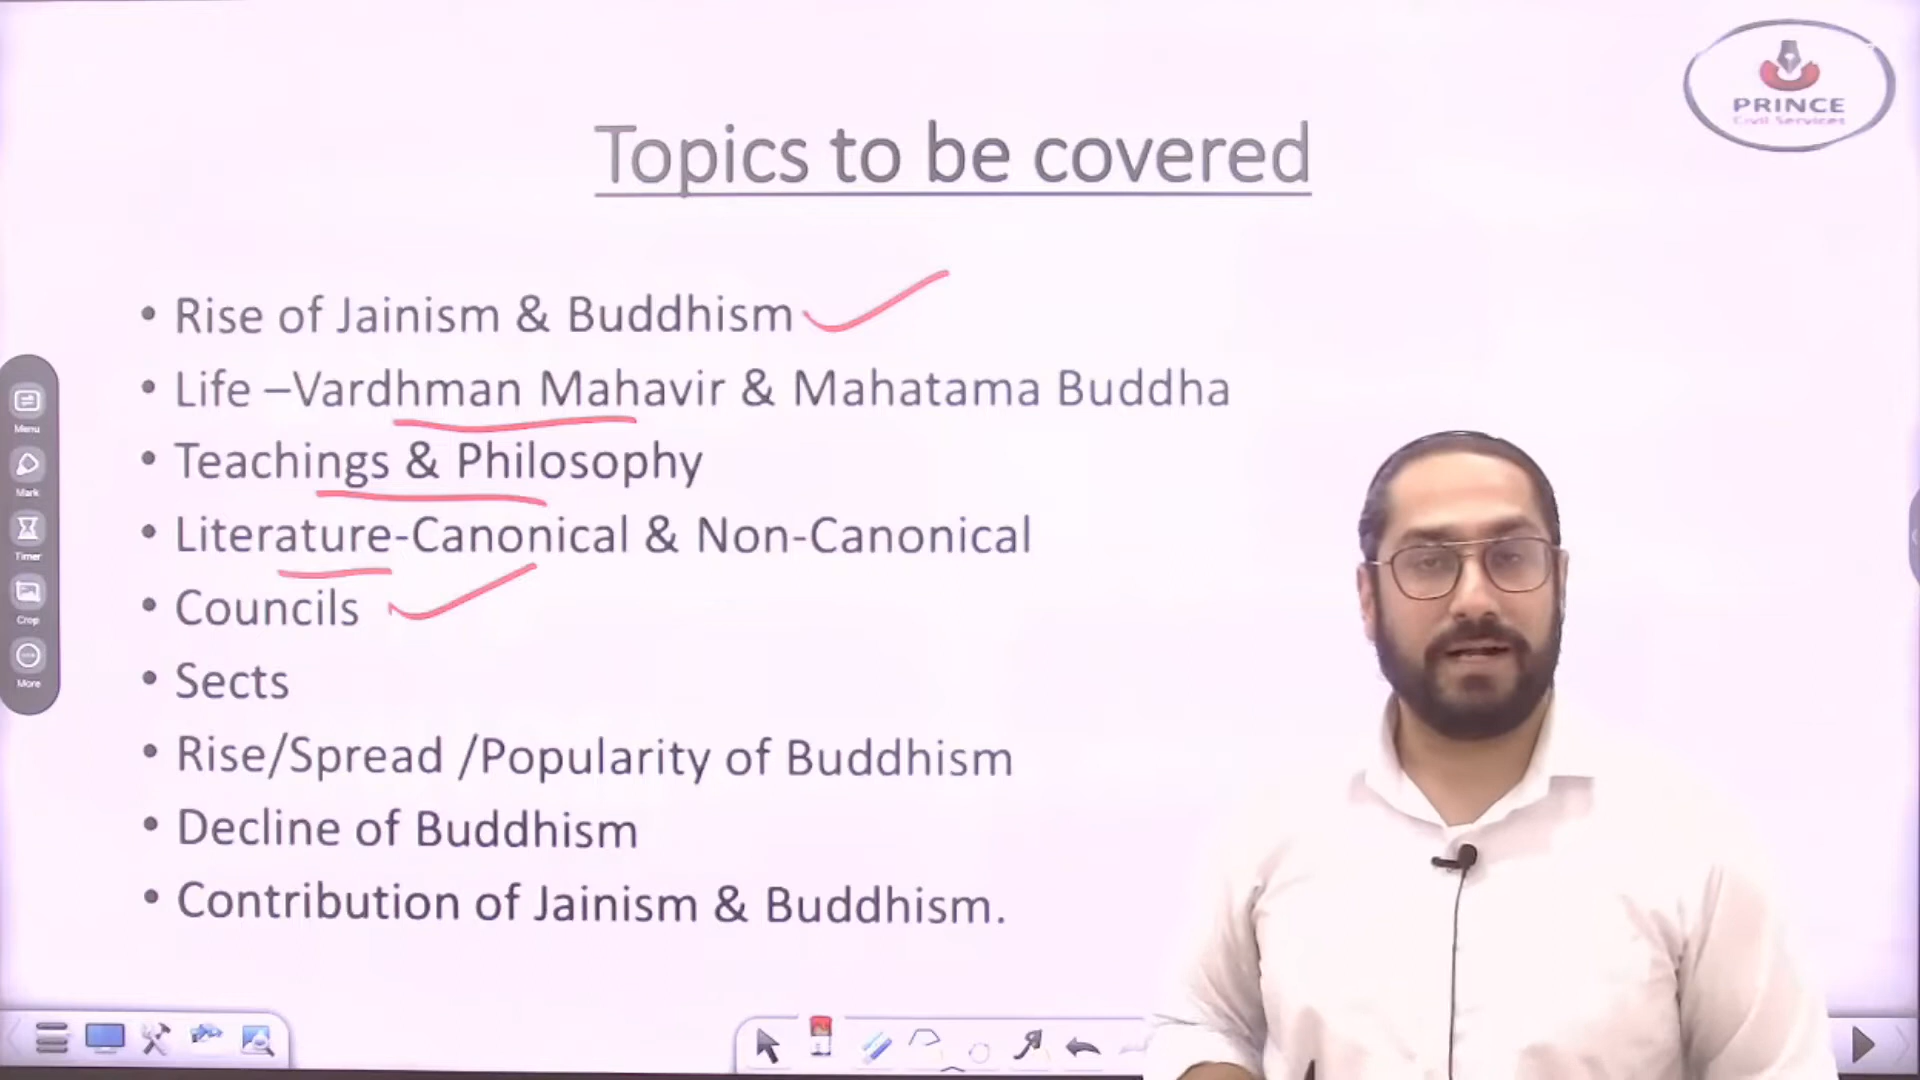 PRINCE
Civil Services
Topics to be covered
• Rise of Jainism & Buddhism
• Life –Vardhman Mahavir & Mahatama Buddha
• Teachings & Philosophy
• Literature-Canonical & Non-Canonical
• Councils
• Sects
• Rise/Spread /Popularity of Buddhism
• Decline of Buddhism
• Contribution of Jainism & Buddhism.
Menu
Mark
Timer
Crop
More